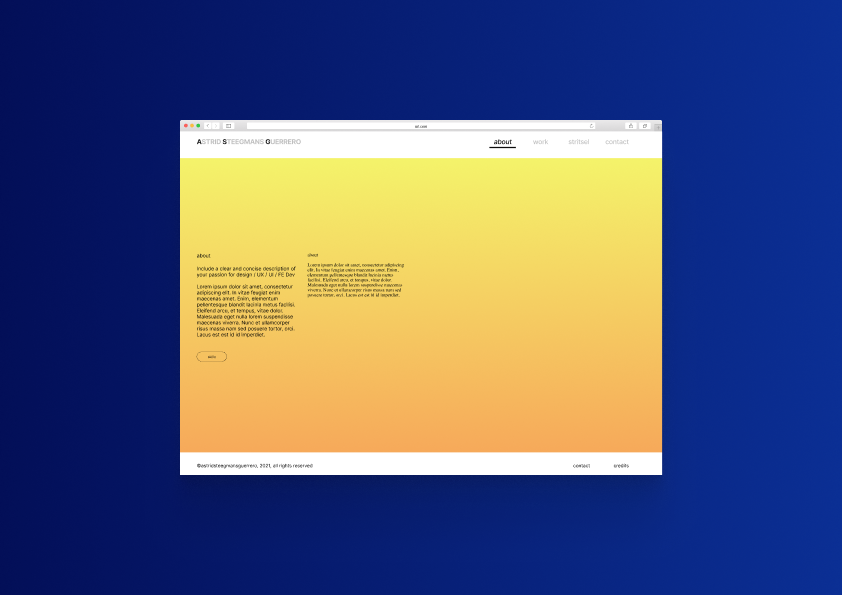 ASTRID STEEGMANS GUERRERO
about
work
stritsel
contact
about
Include a clear and concise description of
your passion for design / UX / UI / FE Dev
Lorem ipsum dolor sit amet, consectetur
adipiscing elit. In vitae feugiat enim
maecenas amet. Enim, elementum
pellentesque blandit lacinia metus facilisi.
Eleifend arcu, et tempus, vitae dolor.
Malesuada eget nulla lorem suspendisse
maecenas viverra. Nunc et ullamcorper
risus massa nam sed posuere tortor, orci.
Lacus est est id id imperdiet.
about
Lorem ipsum dolor sit amet, consectetur adipiscing
elit. In vitae feugiat enim maecenas amet. Enim,
elementum pellentesque blandit lacinia metus
facilisi. Eleifend arcu, et tempus, vitae dolor.
Malesuada eget nulla lorem suspendisse maecenas
viverra. Nunc et ullamcorper risus massa nam sed
posuere tortor, orci. Lacus est est id id imperdiet.
©astridsteegmansguerrero, 2021, all rights reserved
contact
credits